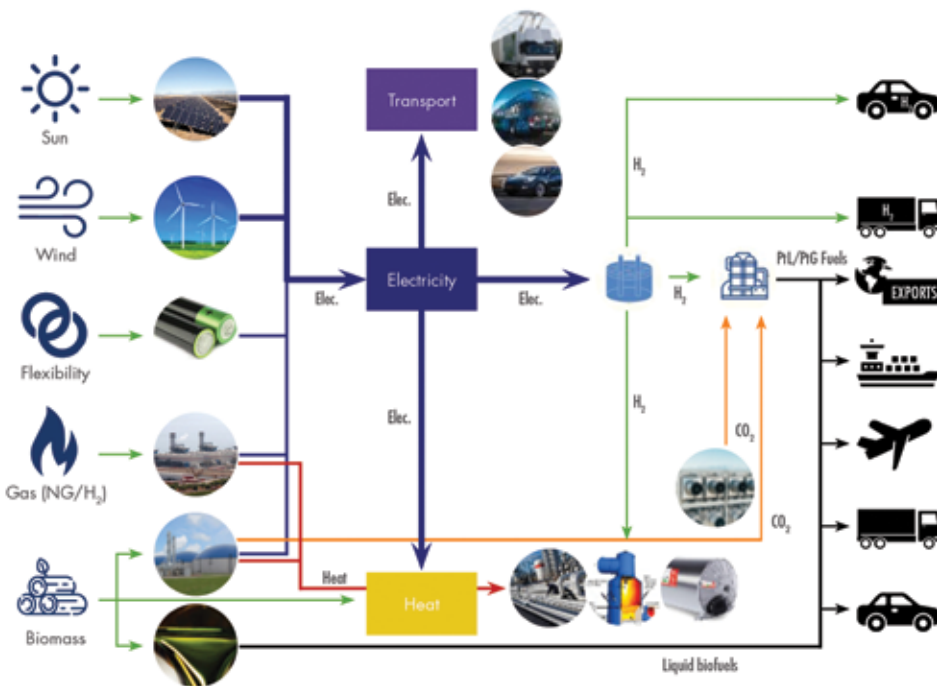 Sun
Wind
Flexibility
Gas (NG/H₂)
Biomass
Transport
Elec.
Elec.
Electricity
Elec.
Elec.
Heat
Heat
H₂
H₂
H₂
H₂
H₂
PtL/PtG Fuels
EXPORTS
CO₂
CO₂
Liquid biofuels